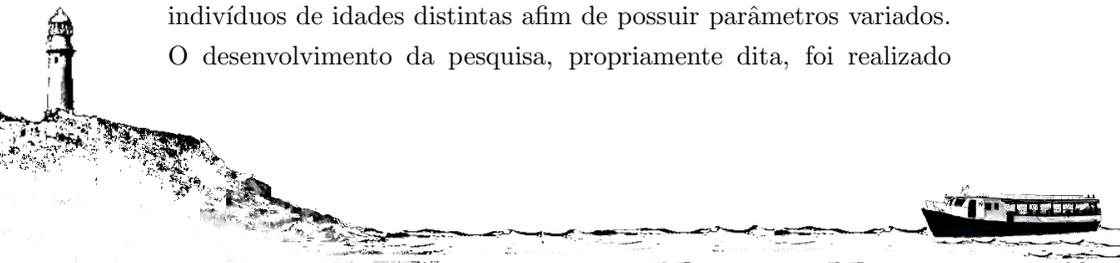 indivíduos de idades distintas afim de possuir parâmetros variados.
O desenvolvimento da pesquisa, propriamente dita, foi realizado